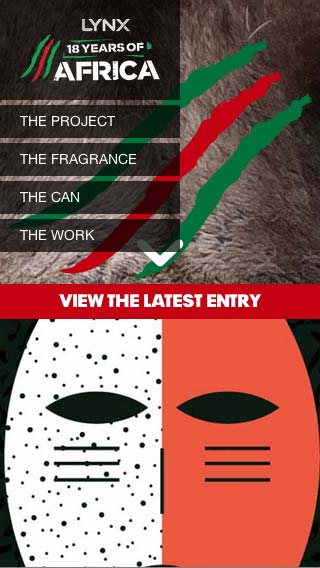 LYNX
18 YEARS OF
AFRICA
THE PROJECT
THE FRAGRANCE
THE CAN
THE WORK
VIEW THE LATEST ENTRY